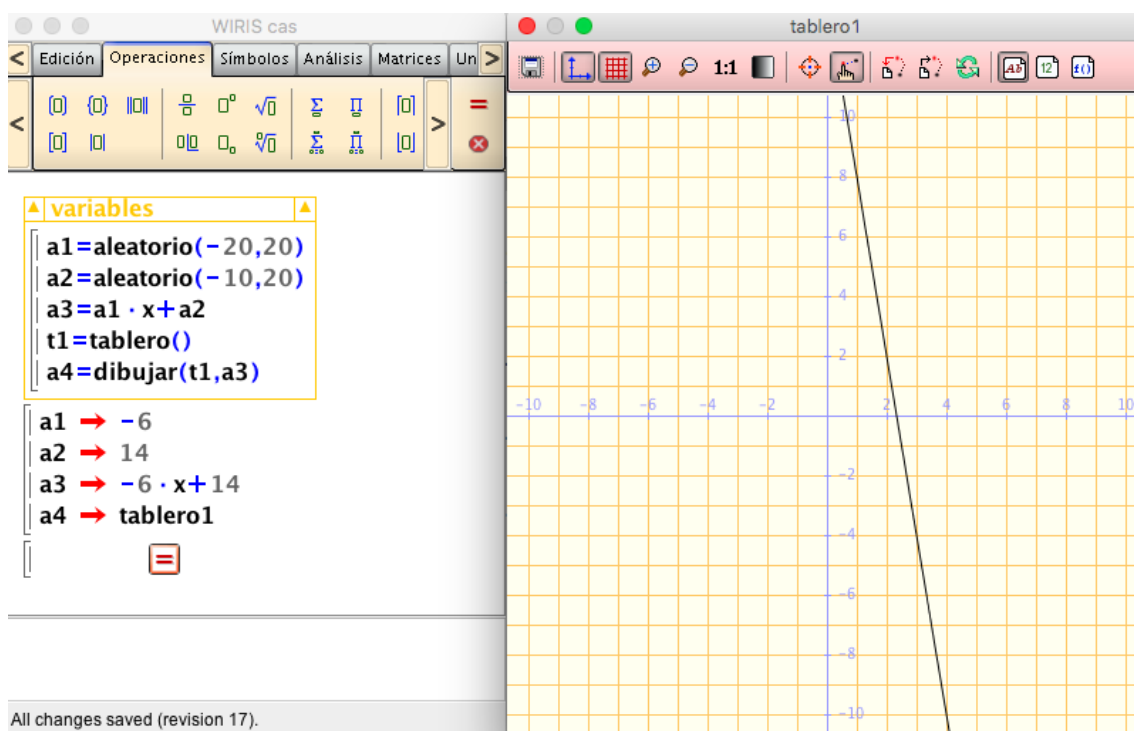 WIRIS cas
Edición Operaciones Símbolos Análisis Matrices Un
variables
a1=aleatorio(-20,20)
a2=aleatorio(-10,20)
a3=a1 · x+a2
t1=tablero()
a4=dibujar(t1,a3)
a1 → -6
a2 → 14
a3 → -6 · x+14
a4 → tablero1
=
All changes saved (revision 17).
tablero1
1:1 Ab 12 f()
10
8
6
4
2
-10 -8 -6 -4 -2 2 4 6 8 10
-2
-4
-6
-8
-10